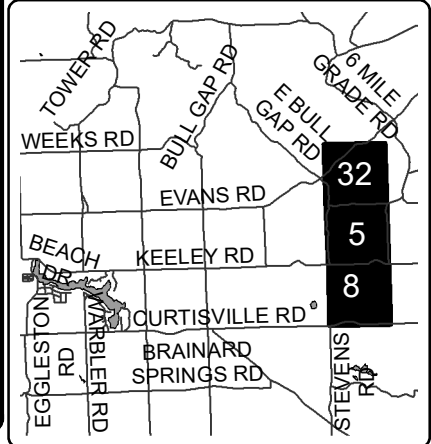 TOWER RD
BULL GAP RD
6 MILE
GRADE RD
E BULL
GAP RD
WEEKS RD
32
EVANS RD
5
BEACH
DR
KEELEY RD
8
CURTISVILLE RD
EGGLESTON
RD
WARBLER RD
BRAINARD
SPRINGS RD
STEVENS
RD